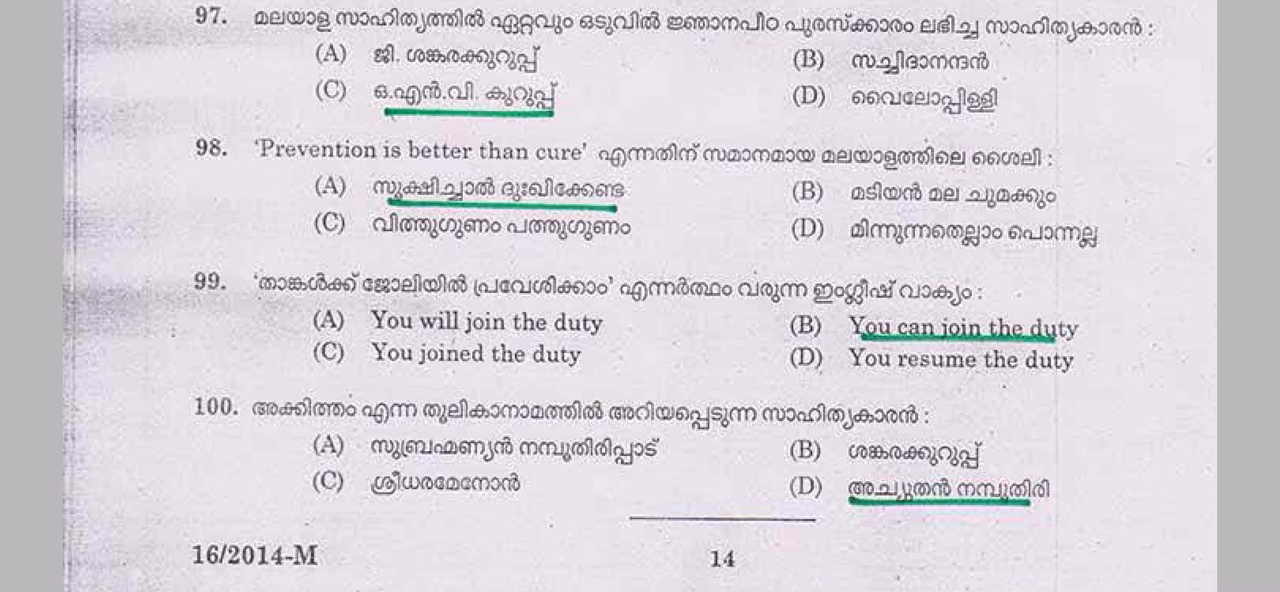 97. മലയാള സാഹിത്യത്തിൽ ഏറ്റവും ഒടുവിൽ ജ്ഞാനപീഠ പുരസ്ക്കാരം ലഭിച്ച സാഹിത്യകാരൻ :
(A) ജി. ശങ്കരക്കുറുപ്പ് (B) സച്ചിദാനന്ദൻ
(C) ഒ.എൻ.വി. കുറുപ്പ് (D) വൈലോപ്പിള്ളി
98. 'Prevention is better than cure' എന്നതിന് സമാനമായ മലയാളത്തിലെ ശൈലി :
(A) സൂക്ഷിച്ചാൽ ദുഃഖിക്കേണ്ട (B) മടിയൻ മല ചുമക്കും
(C) വിത്തുഗുണം പത്തുഗുണം (D) മിന്നുന്നതെല്ലാം പൊന്നല്ല
99. 'താങ്കൾക്ക് ജോലിയിൽ പ്രവേശിക്കാം' എന്നർത്ഥം വരുന്ന ഇംഗ്ലീഷ് വാക്യം :
(A) You will join the duty (B) You can join the duty
(C) You joined the duty (D) You resume the duty
100. അക്കിത്തം എന്ന തൂലികാനാമത്തിൽ അറിയപ്പെടുന്ന സാഹിത്യകാരൻ :
(A) സുബ്രഹ്മണ്യൻ നമ്പൂതിരിപ്പാട് (B) ശങ്കരക്കുറുപ്പ്
(C) ശ്രീധരമേനോൻ (D) അച്യുതൻ നമ്പൂതിരി
16/2014-M 14